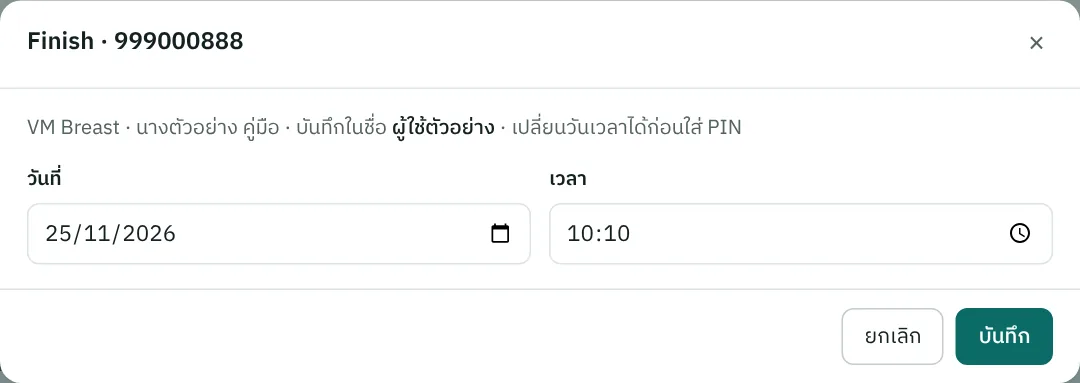 Finish · 999000888
VM Breast · นางตัวอย่าง คู่มือ · บันทึกในชื่อ ผู้ใช้ตัวอย่าง · เปลี่ยนวันเวลาได้ก่อนใส่ PIN
วันที่
เวลา
25/11/2026
10:10
ยกเลิก
บันทึก